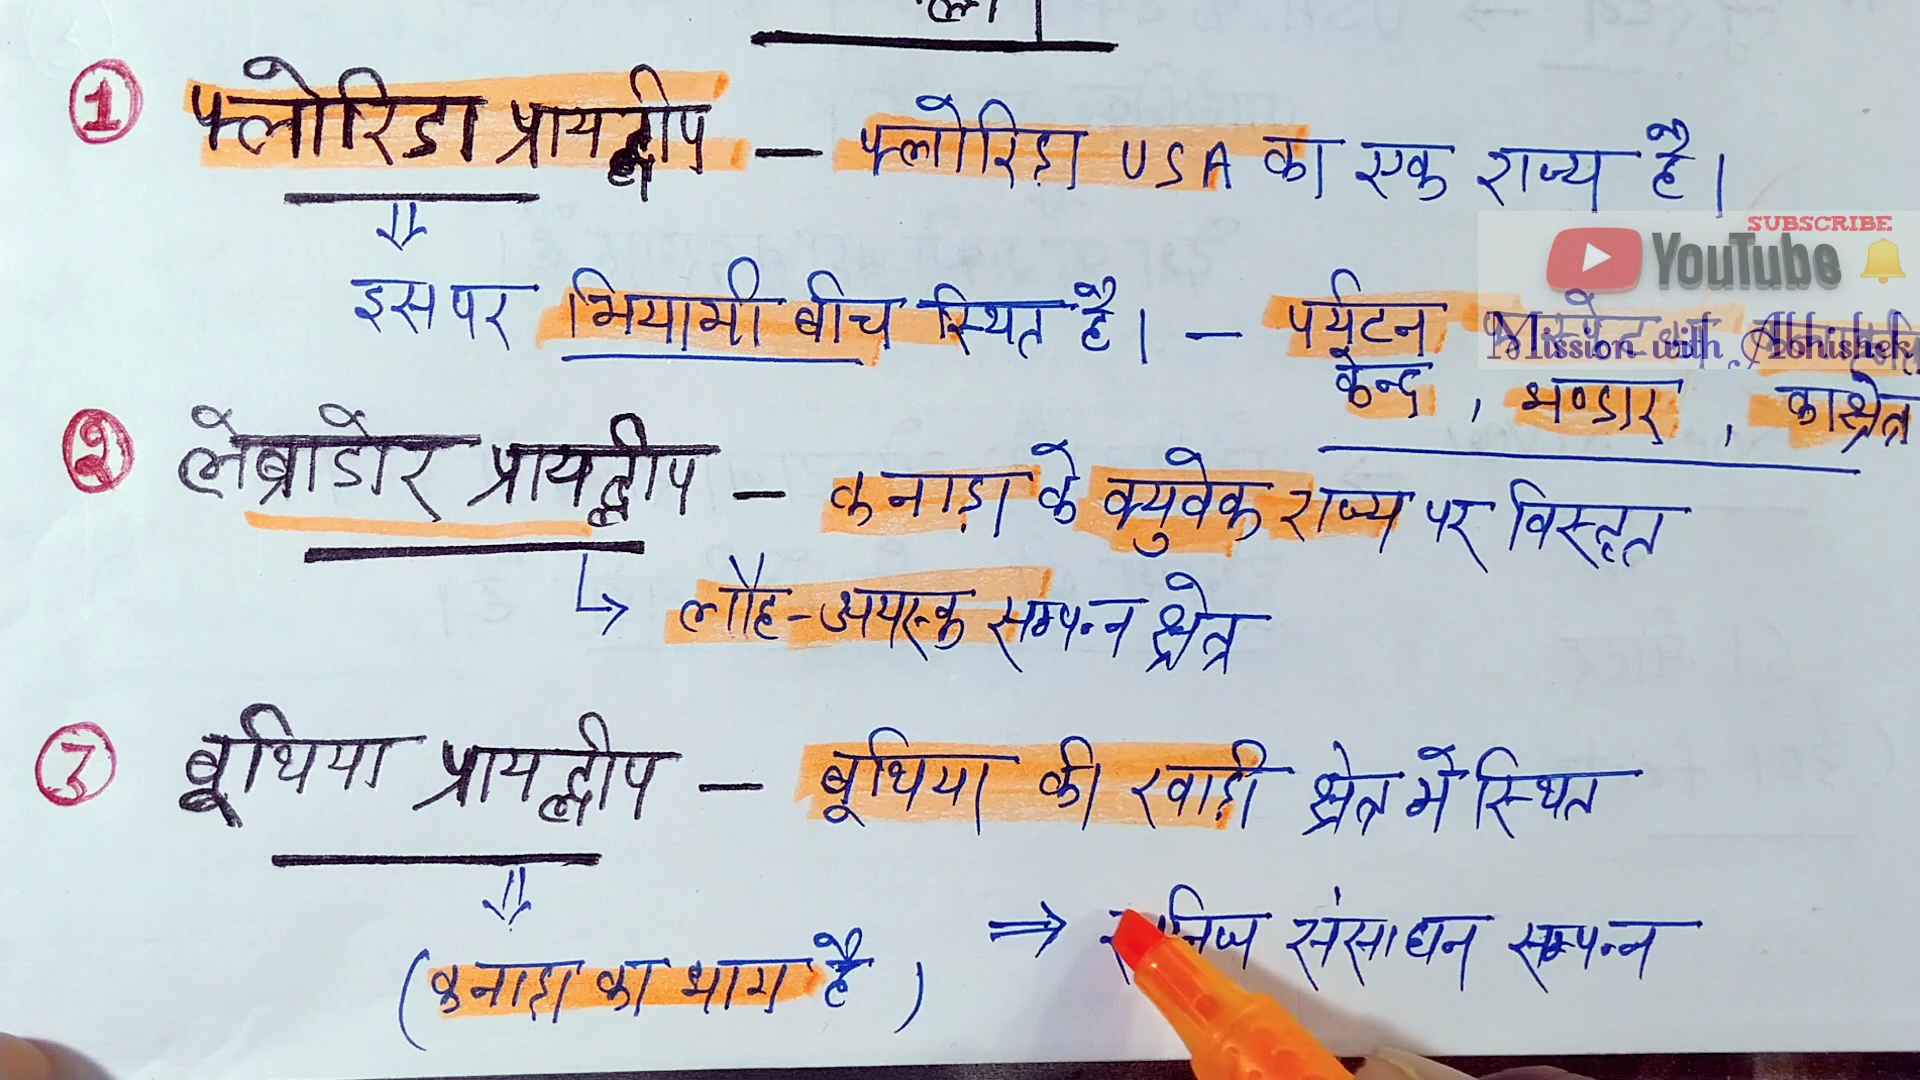 ① फ्लोरिडा प्रायद्वीप — फ्लोरिड़ा USA का एक राज्य है।
SUBSCRIBE
YouTube
इस पर मियामी बीच स्थित है। — पर्यटन
Mission with Abhishek
केन्द्र, भण्डार, का क्षेत्र
② लेब्राडोर प्रायद्वीप — कनाड़ा के क्युवेक राज्य पर विस्तृत
लौह-अयस्क सम्पन्न क्षेत्र
③ बूथिया प्रायद्वीप — बूथिया की खाड़ी क्षेत्र में स्थित
⇒ खनिज संसाधन सम्पन्न
(कनाड़ा का भाग है)